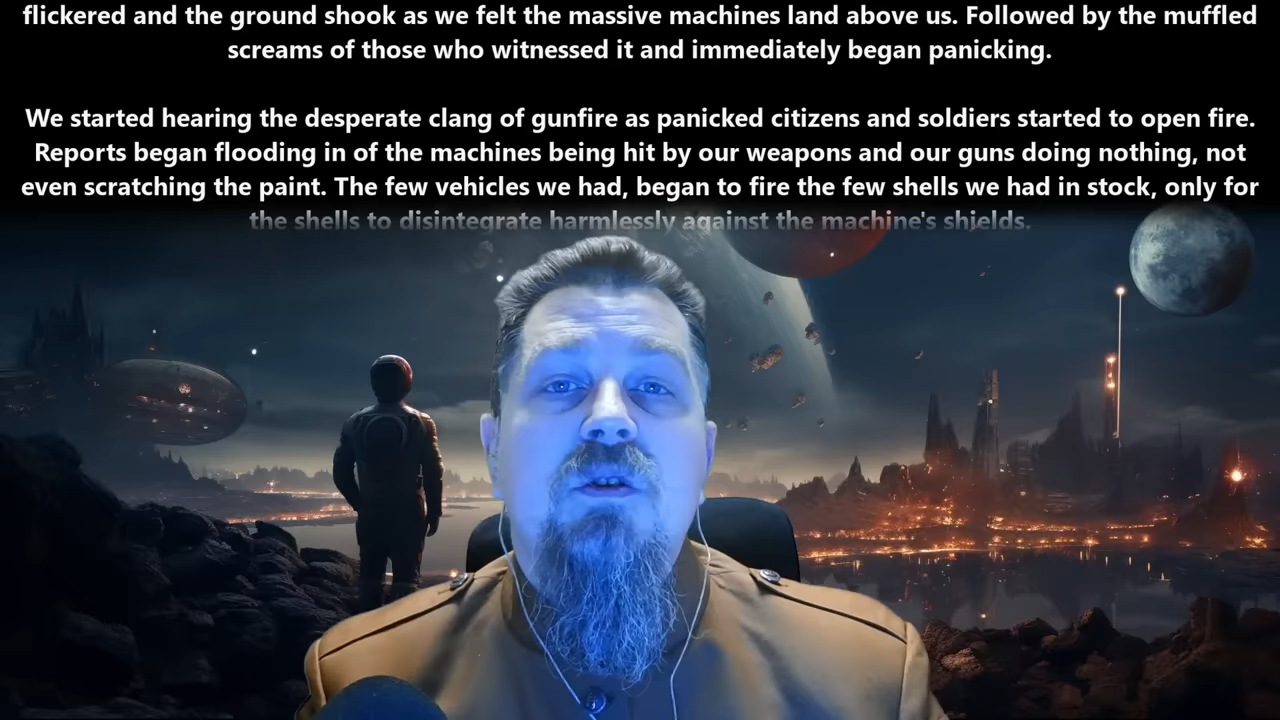 flickered and the ground shook as we felt the massive machines land above us. Followed by the muffled
screams of those who witnessed it and immediately began panicking.
We started hearing the desperate clang of gunfire as panicked citizens and soldiers started to open fire.
Reports began flooding in of the machines being hit by our weapons and our guns doing nothing, not
even scratching the paint. The few vehicles we had, began to fire the few shells we had in stock, only for
the shells to disintegrate harmlessly against the machine's shields.